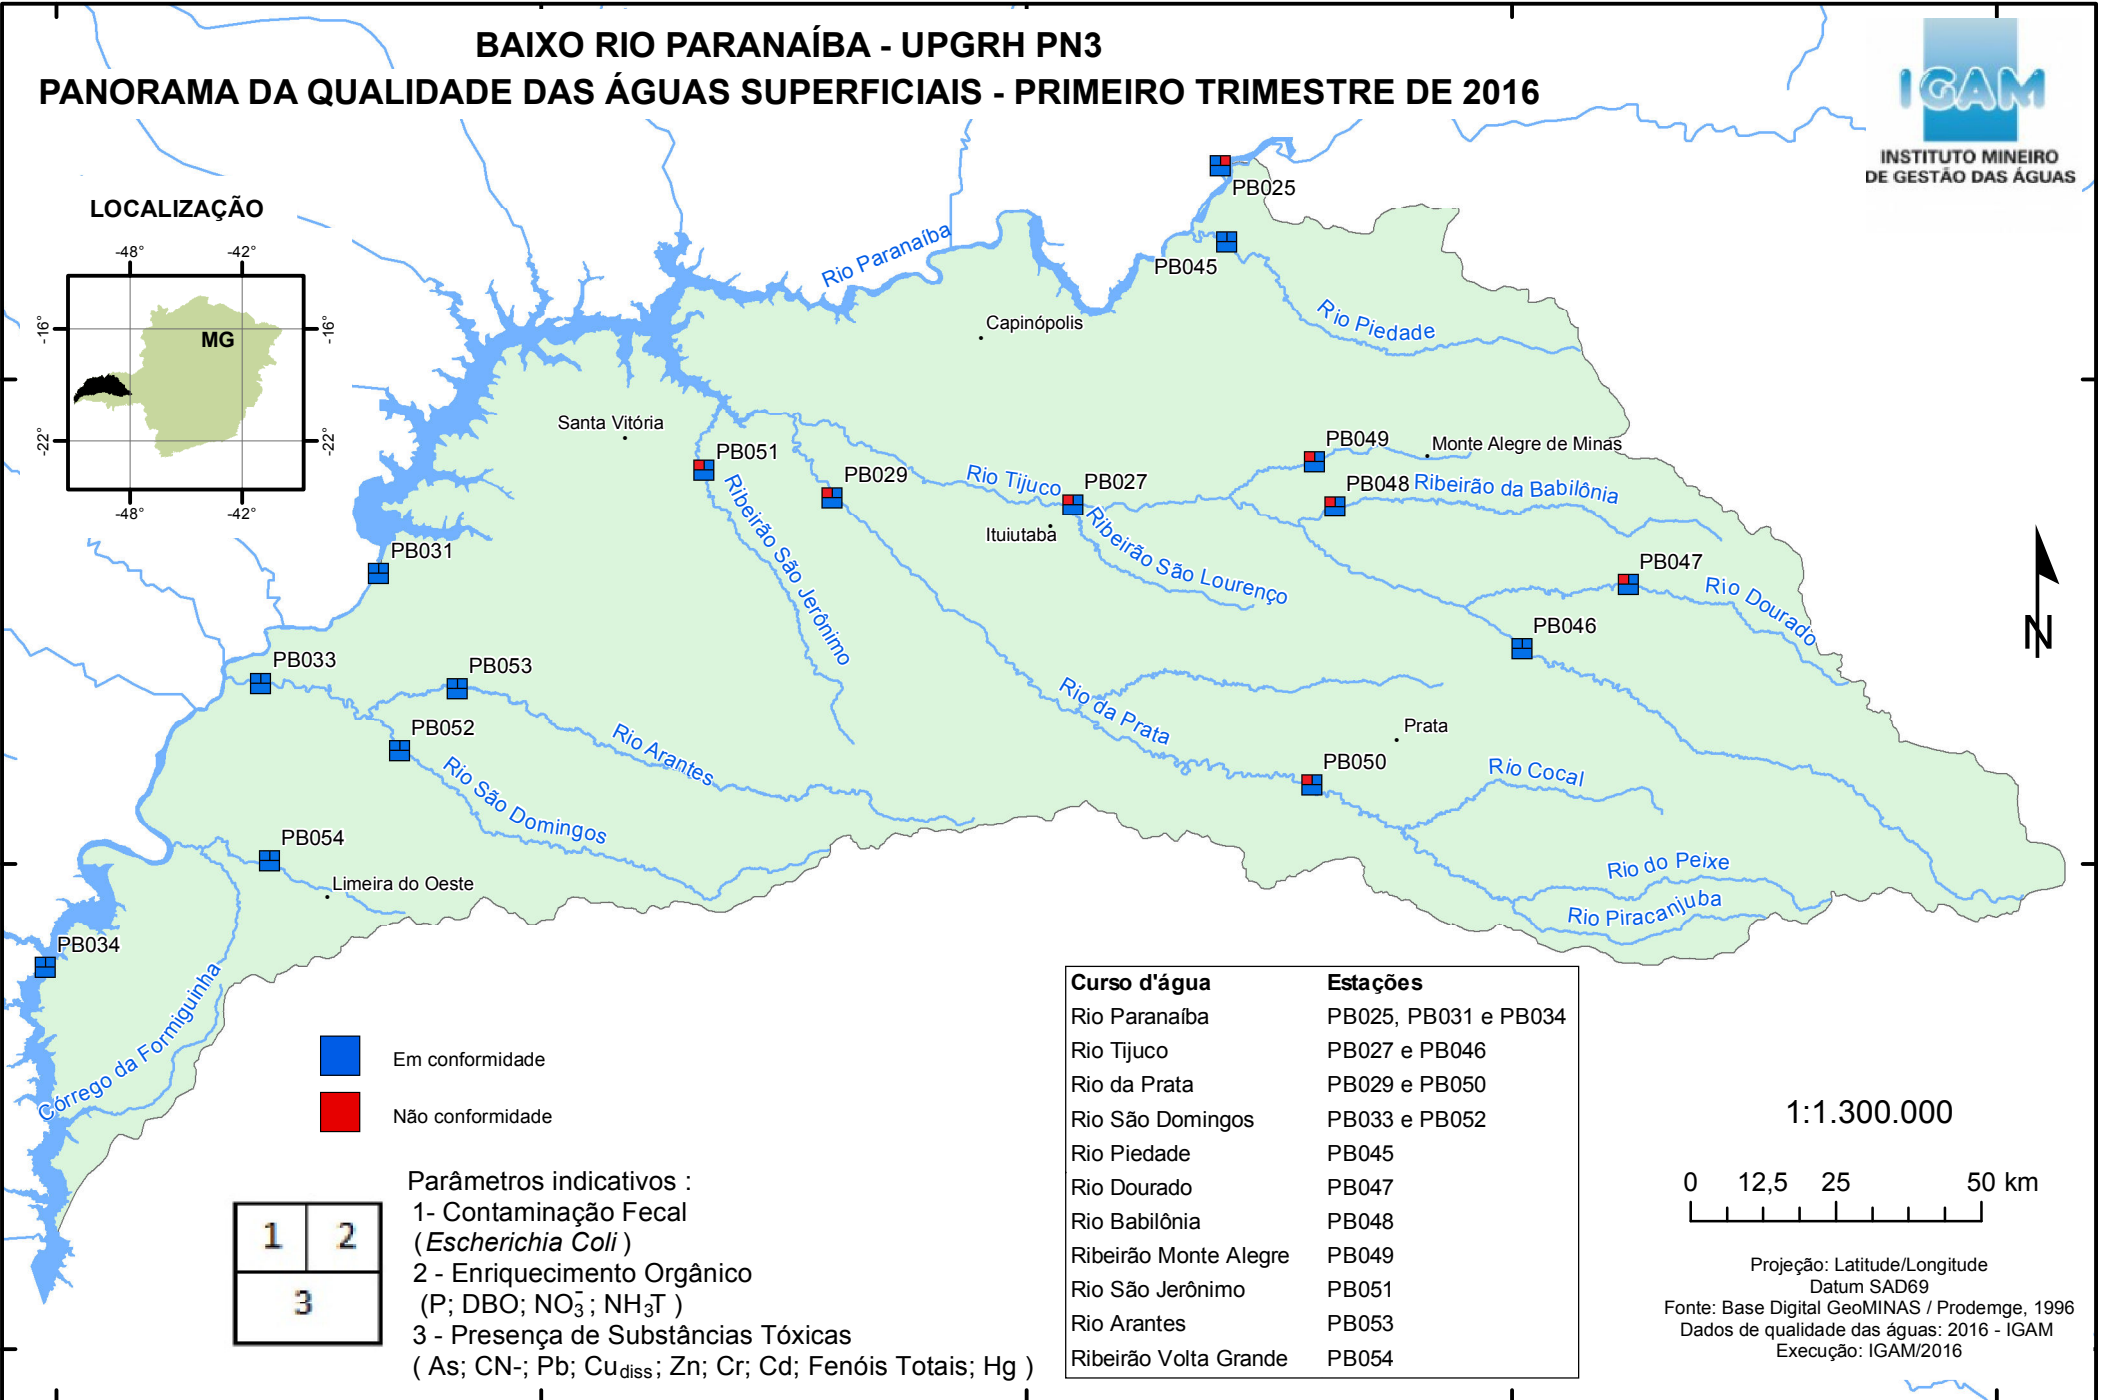 BAIXO RIO PARANAÍBA - UPGRH PN3
PANORAMA DA QUALIDADE DAS ÁGUAS SUPERFICIAIS - PRIMEIRO TRIMESTRE DE 2016
IGAM
INSTITUTO MINEIRO
DE GESTÃO DAS ÁGUAS
LOCALIZAÇÃO
-48° -42°
-16° MG -16°
-22° -22°
-48° -42°
PB025
Rio Paranaíba
PB045
Rio Piedade
Capinópolis
Santa Vitória
PB051
PB029
Rio Tijuco
PB027
PB049
Monte Alegre de Minas
PB048
Ribeirão da Babilônia
Ituiutaba
Ribeirão São Lourenço
Ribeirão São Jerônimo
PB031
PB047
Rio Dourado
PB046
PB033
PB053
PB052
Rio Arantes
Rio São Domingos
Rio da Prata
Prata
PB050
Rio Cocal
PB054
Limeira do Oeste
Rio do Peixe
Rio Piracanjuba
PB034
Córrego da Formiguinha
Em conformidade
Não conformidade
1 2
3
Parâmetros indicativos :
1- Contaminação Fecal
(Escherichia Coli )
2 - Enriquecimento Orgânico
(P; DBO; NO₃⁻; NH₃T )
3 - Presença de Substâncias Tóxicas
( As; CN-; Pb; Cudiss; Zn; Cr; Cd; Fenóis Totais; Hg )
Curso d'água Estações
Rio Paranaíba PB025, PB031 e PB034
Rio Tijuco PB027 e PB046
Rio da Prata PB029 e PB050
Rio São Domingos PB033 e PB052
Rio Piedade PB045
Rio Dourado PB047
Rio Babilônia PB048
Ribeirão Monte Alegre PB049
Rio São Jerônimo PB051
Rio Arantes PB053
Ribeirão Volta Grande PB054
N
1:1.300.000
0 12,5 25 50 km
Projeção: Latitude/Longitude
Datum SAD69
Fonte: Base Digital GeoMINAS / Prodemge, 1996
Dados de qualidade das águas: 2016 - IGAM
Execução: IGAM/2016